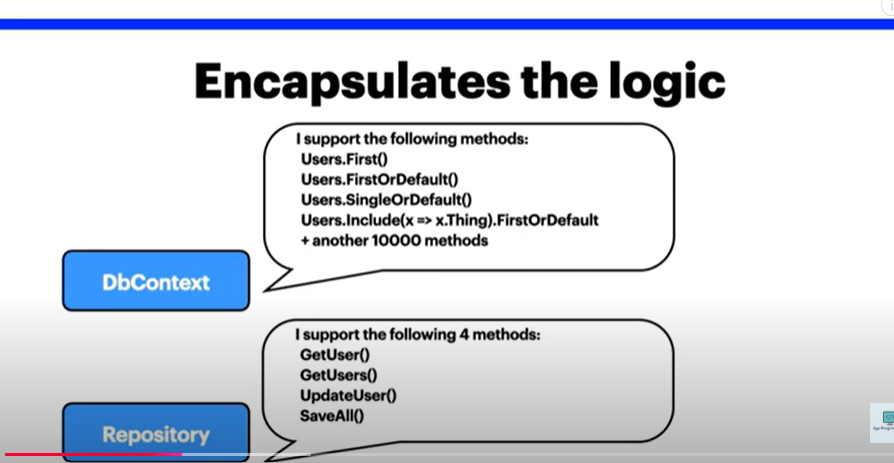 Encapsulates the logic
I support the following methods:
Users.First()
Users.FirstOrDefault()
Users.SingleOrDefault()
Users.Include(x => x.Thing).FirstOrDefault
+ another 10000 methods
DbContext
I support the following 4 methods:
GetUser()
GetUsers()
UpdateUser()
SaveAll()
Repository